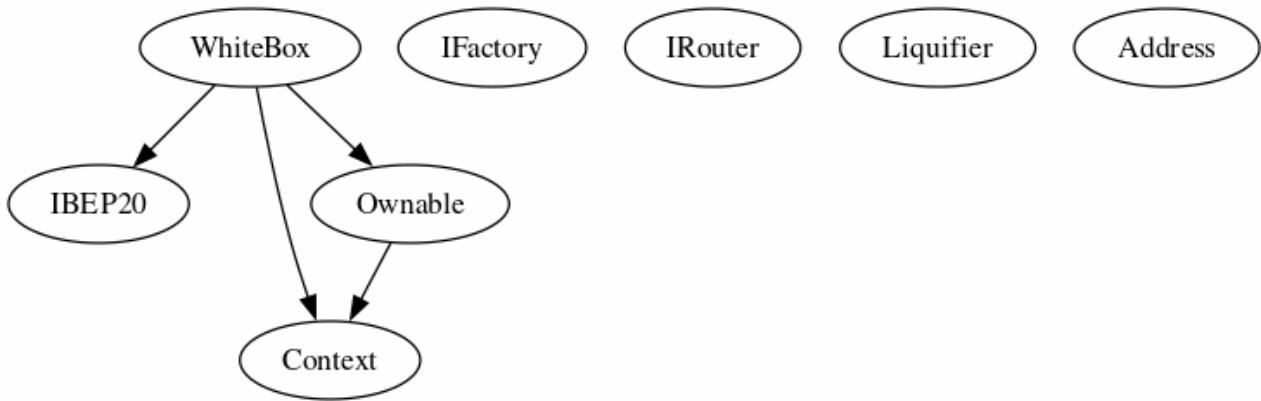 WhiteBox
IFactory
IRouter
Liquifier
Address
IBEP20
Ownable
Context